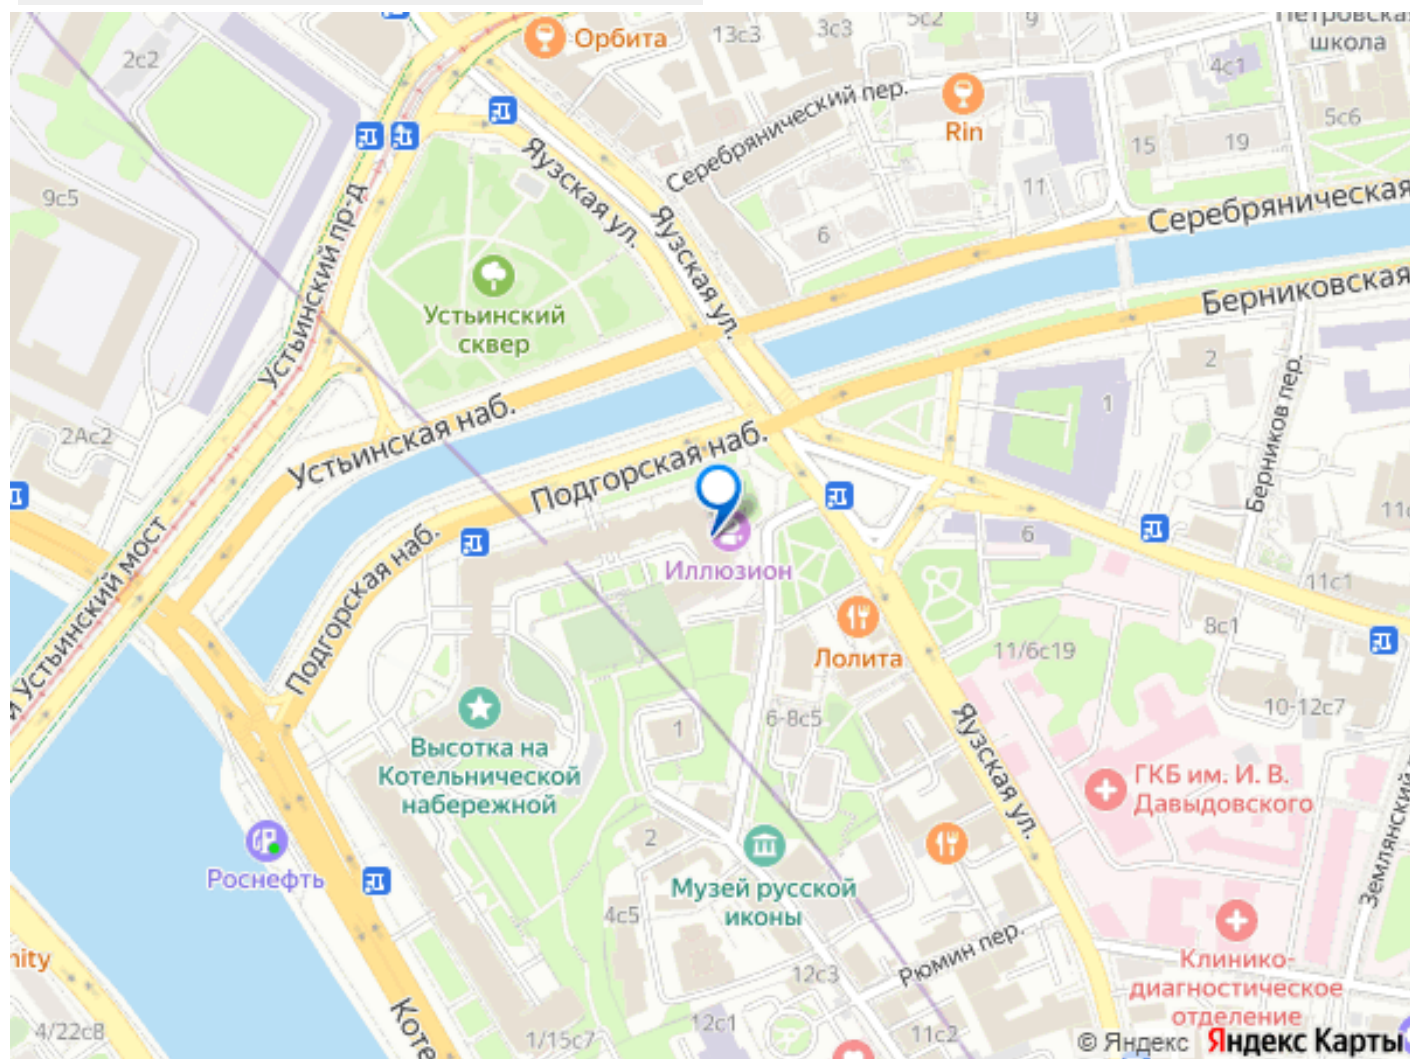 2с2
Орбита
13с3
3с3
5с2
9
Петровска
школа
4с1
5с6
Серебрянический пер.
Rin
15
19
11
9с5
Устьинский пр-д
Яузская ул.
Яузская ул.
6
Серебряническая
Берниковская
Устьинский
сквер
2
1
Берников пер.
2Ас2
Устьинская наб.
Подгорская наб.
Подгорская наб.
й Устьинский мост
Иллюзион
6
11с1
8с1
Лолита
11/6с19
10-12с7
1
6-8с5
Яузская ул.
Высотка на
Котельнической
набережной
ГКБ им. И. В.
Давыдовского
Землянский
2
Роснефть
Музей русской
иконы
4с5
Рюмин пер.
nity
12с3
Клинико-
диагностическое
отделение
4/22с8
Коте
1/15с7
12с1
11с2
© Яндекс Яндекс Карты